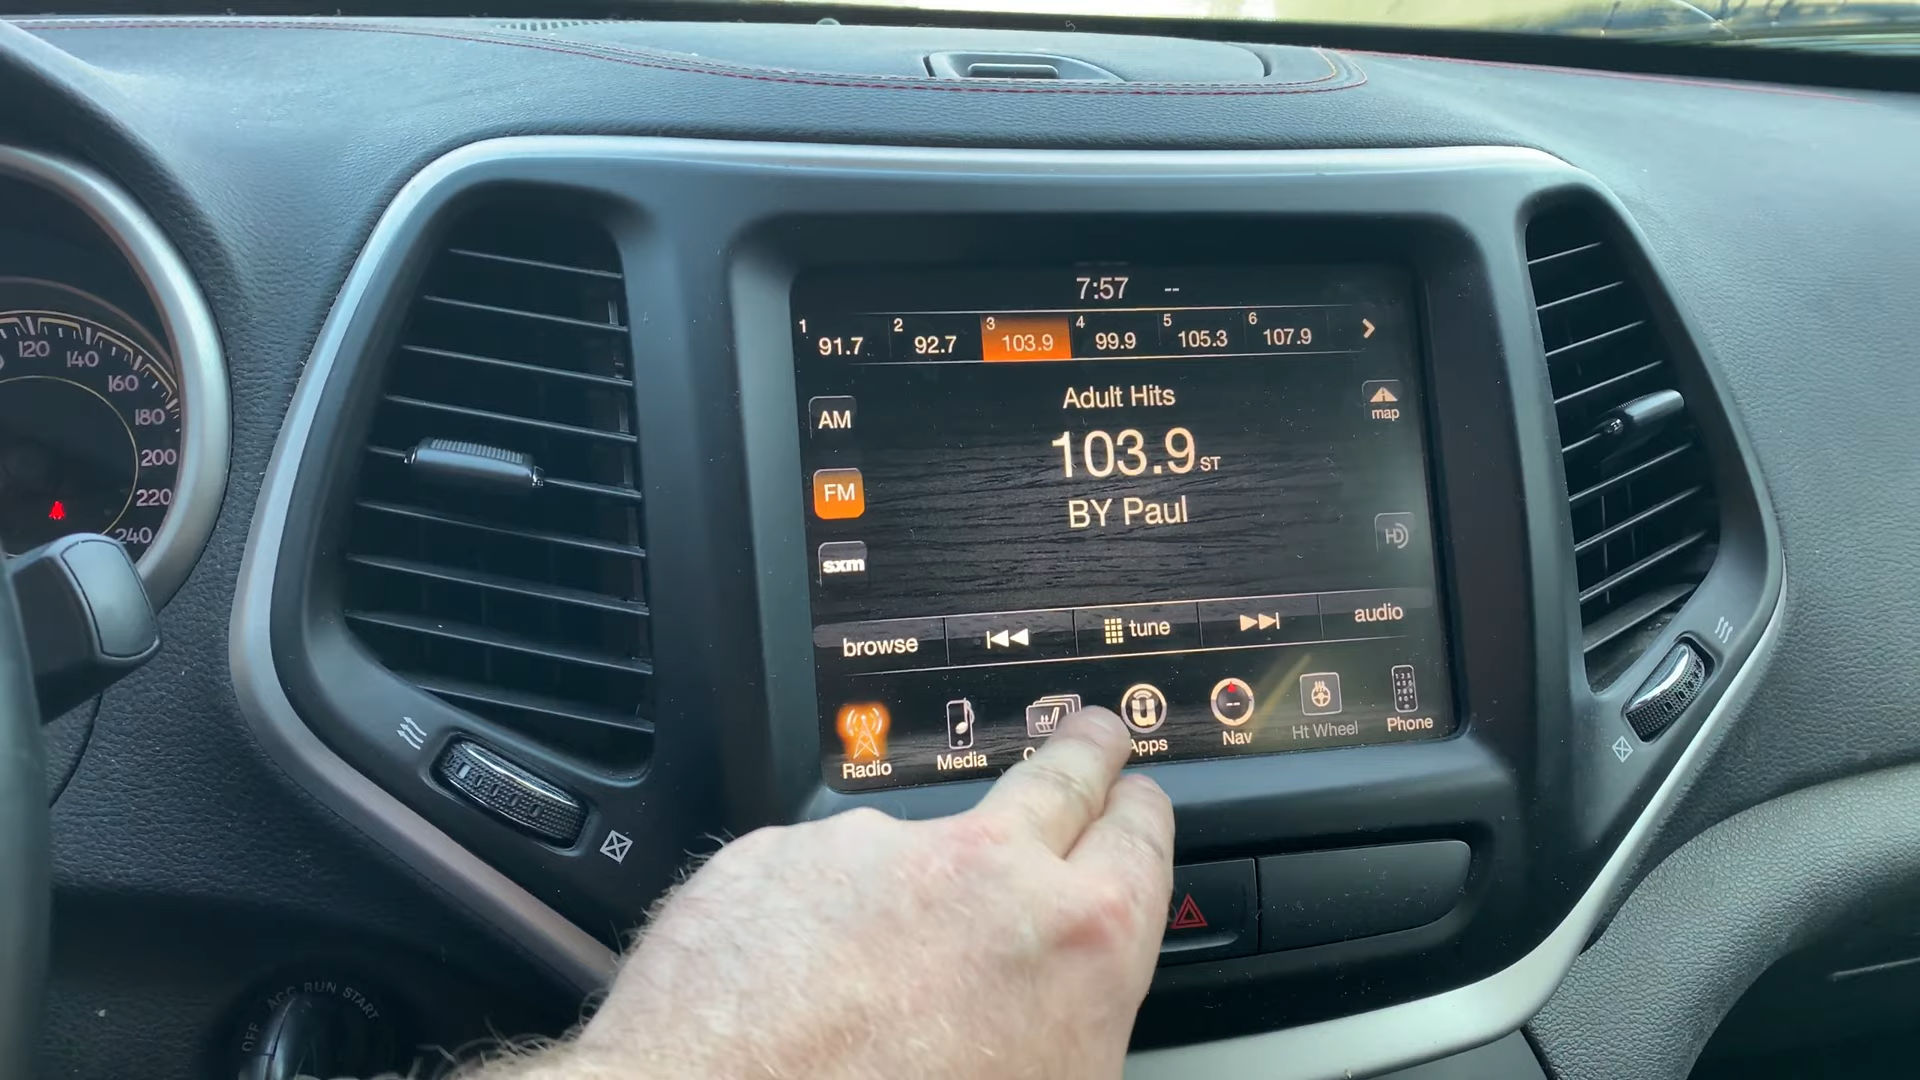 7:57 --
1 91.7 2 92.7 3 103.9 4 99.9 5 105.3 6 107.9
Adult Hits
AM
map
103.9 ST
FM
BY Paul
HD
sxm
browse tune audio
Radio Media Apps Nav Ht Wheel Phone
120
140
160
180
200
220
240
OFF ACC RUN START